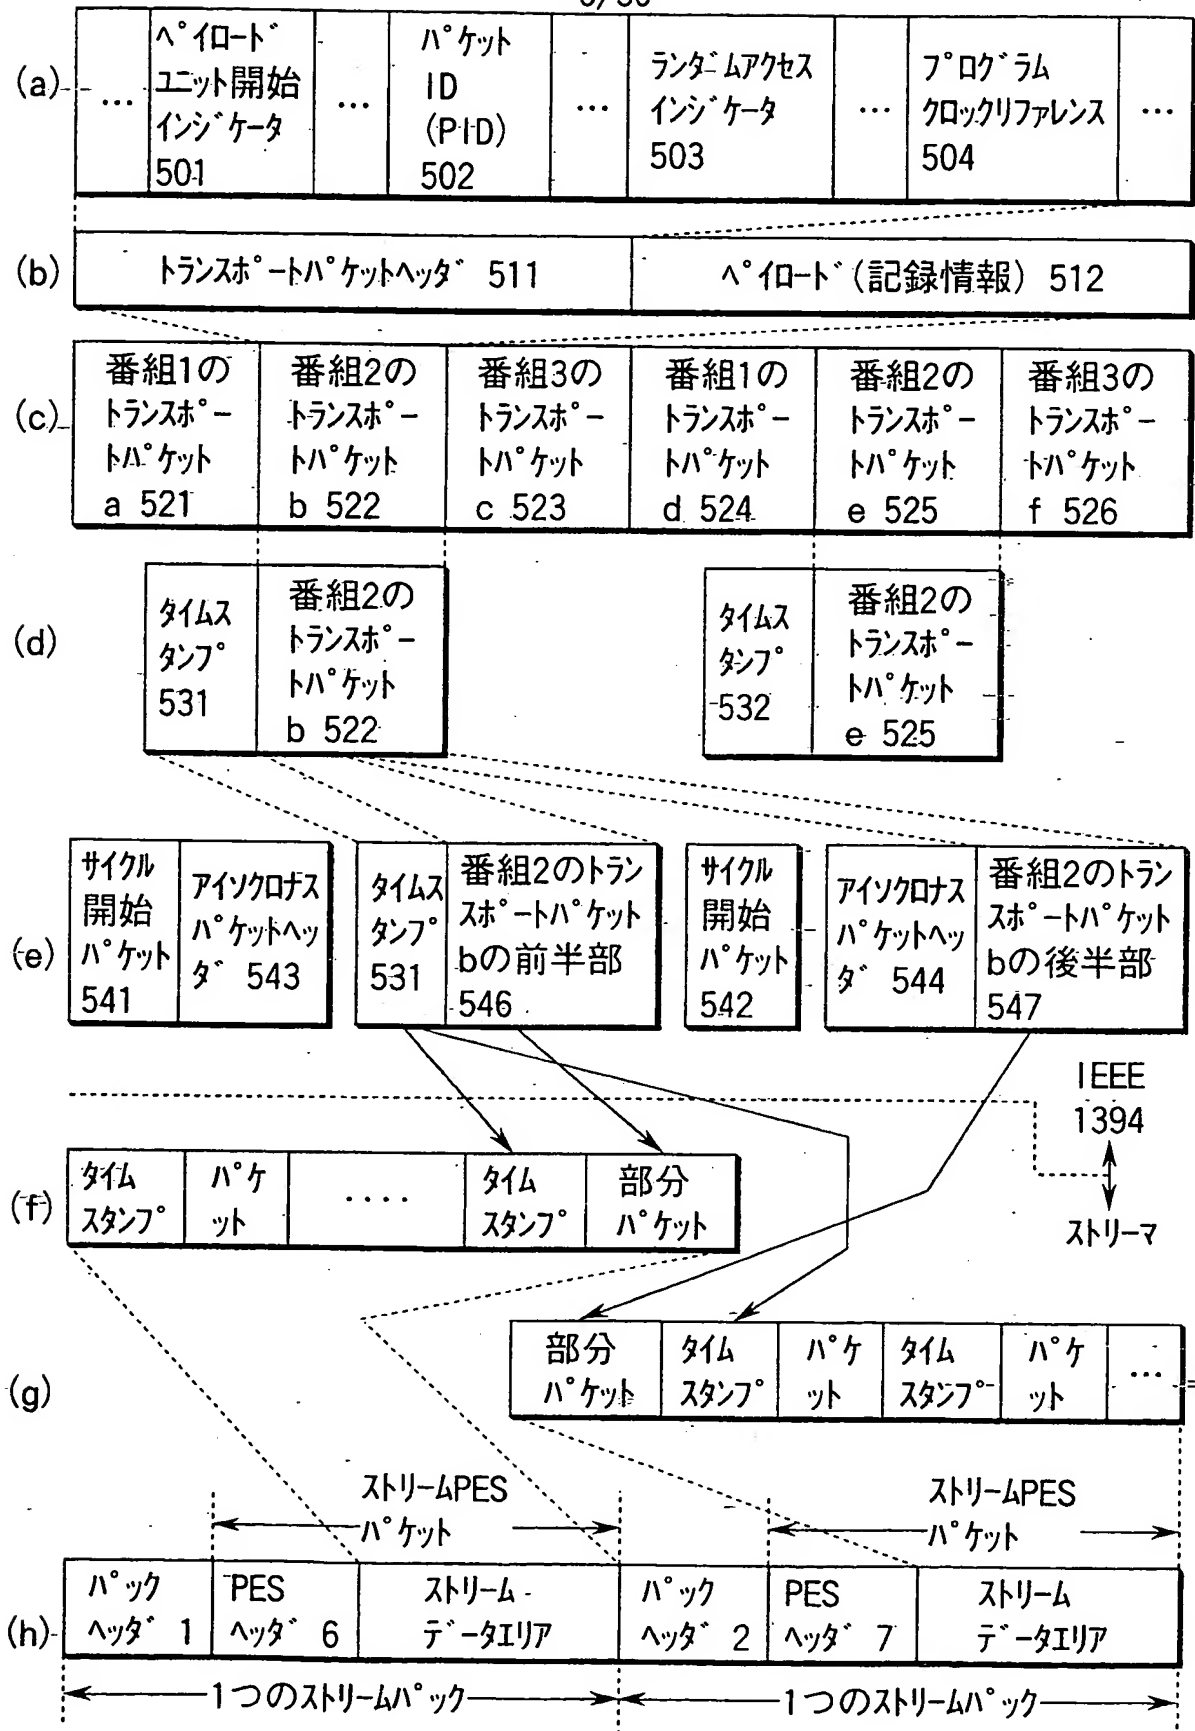 (a)
…
ペイロード
ユニット開始
インジケータ
501
…
パケット
ID
(PID)
502
…
ランダムアクセス
インジケータ
503
…
プログラム
クロックリファレンス
504
…
(b)
トランスポートパケットヘッダ 511
ペイロード(記録情報) 512
(c)
番組1の
トランスポー
トパケット
a 521
番組2の
トランスポー
トパケット
b 522
番組3の
トランスポー
トパケット
c 523
番組1の
トランスポー
トパケット
d 524
番組2の
トランスポー
トパケット
e 525
番組3の
トランスポー
トパケット
f 526
(d)
タイムス
タンプ
531
番組2の
トランスポー
トパケット
b 522
タイムス
タンプ
532
番組2の
トランスポー
トパケット
e 525
(e)
サイクル
開始
パケット
541
アイソクロナス
パケットヘッ
ダ 543
タイムス
タンプ
531
番組2のトラン
スポートパケット
bの前半部
546
サイクル
開始
パケット
542
アイソクロナス
パケットヘッ
ダ 544
番組2のトラン
スポートパケット
bの後半部
547
IEEE
1394
ストリーマ
(f)
タイム
スタンプ
パケ
ット
‥‥
タイム
スタンプ
部分
パケット
(g)
部分
パケット
タイム
スタンプ
パケ
ット
タイム
スタンプ
パケ
ット
…
ストリームPES
パケット
ストリームPES
パケット
(h)
パック
ヘッダ 1
PES
ヘッダ 6
ストリーム
データエリア
パック
ヘッダ 2
PES
ヘッダ 7
ストリーム
データエリア
1つのストリームパック
1つのストリームパック